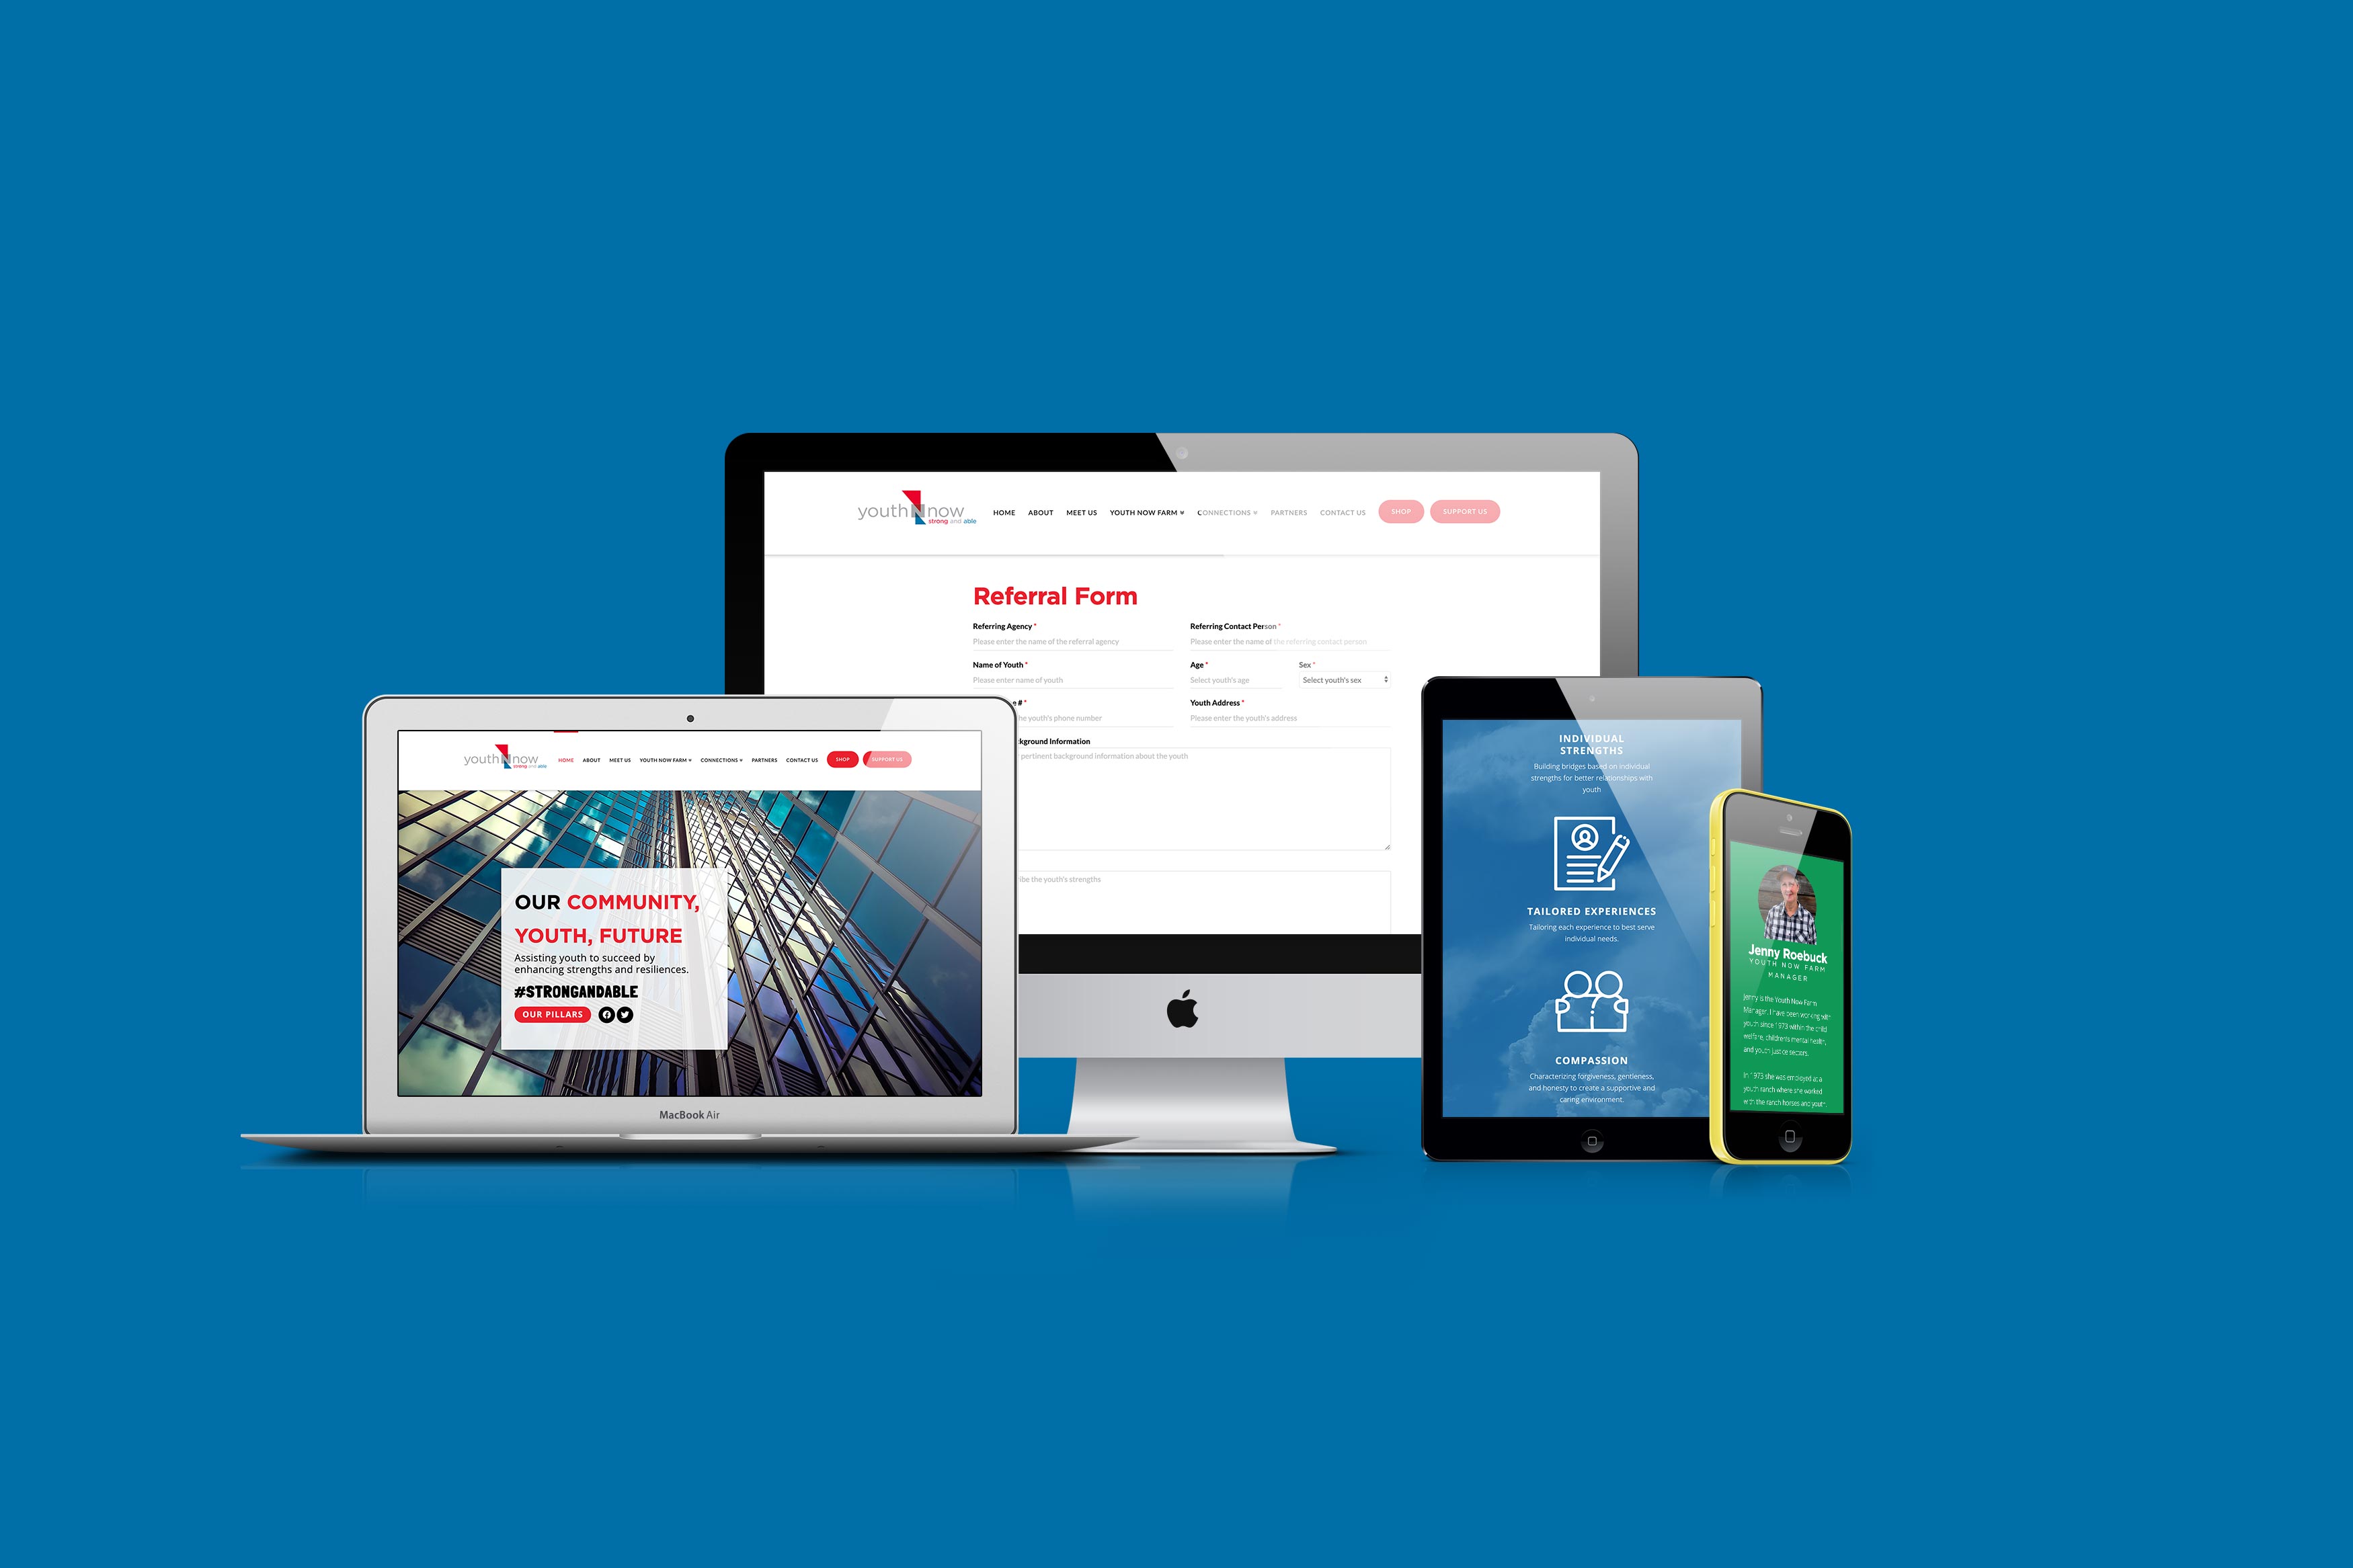 youth N now
strong and able
HOME ABOUT MEET US YOUTH NOW FARM CONNECTIONS PARTNERS CONTACT US SHOP SUPPORT US
Referral Form
Referring Agency * Referring Contact Person *
Please enter the name of the referral agency Please enter the name of the referring contact person
Name of Youth * Age * Sex *
Please enter name of youth Select youth's age Select youth's sex
# * Youth Address *
the youth's phone number Please enter the youth's address
kground Information
pertinent background information about the youth
ibe the youth's strengths
youth N now
strong and able
HOME ABOUT MEET US YOUTH NOW FARM CONNECTIONS PARTNERS CONTACT US SHOP SUPPORT US
OUR COMMUNITY,
YOUTH, FUTURE
Assisting youth to succeed by
enhancing strengths and resiliences.
#STRONGANDABLE
OUR PILLARS
MacBook Air
INDIVIDUAL
STRENGTHS
Building bridges based on individual
strengths for better relationships with
youth
TAILORED EXPERIENCES
Tailoring each experience to best serve
individual needs.
COMPASSION
Characterizing forgiveness, gentleness,
and honesty to create a supportive and
caring environment.
Jenny Roebuck
YOUTH NOW FARM
MANAGER
Jenny is the Youth Now Farm
Manager. I have been working with
youth since 1973 within the child
welfare, children's mental health,
and youth justice sectors.
In 1973 she was employed at a
youth ranch where she worked
with the ranch horses and youth.